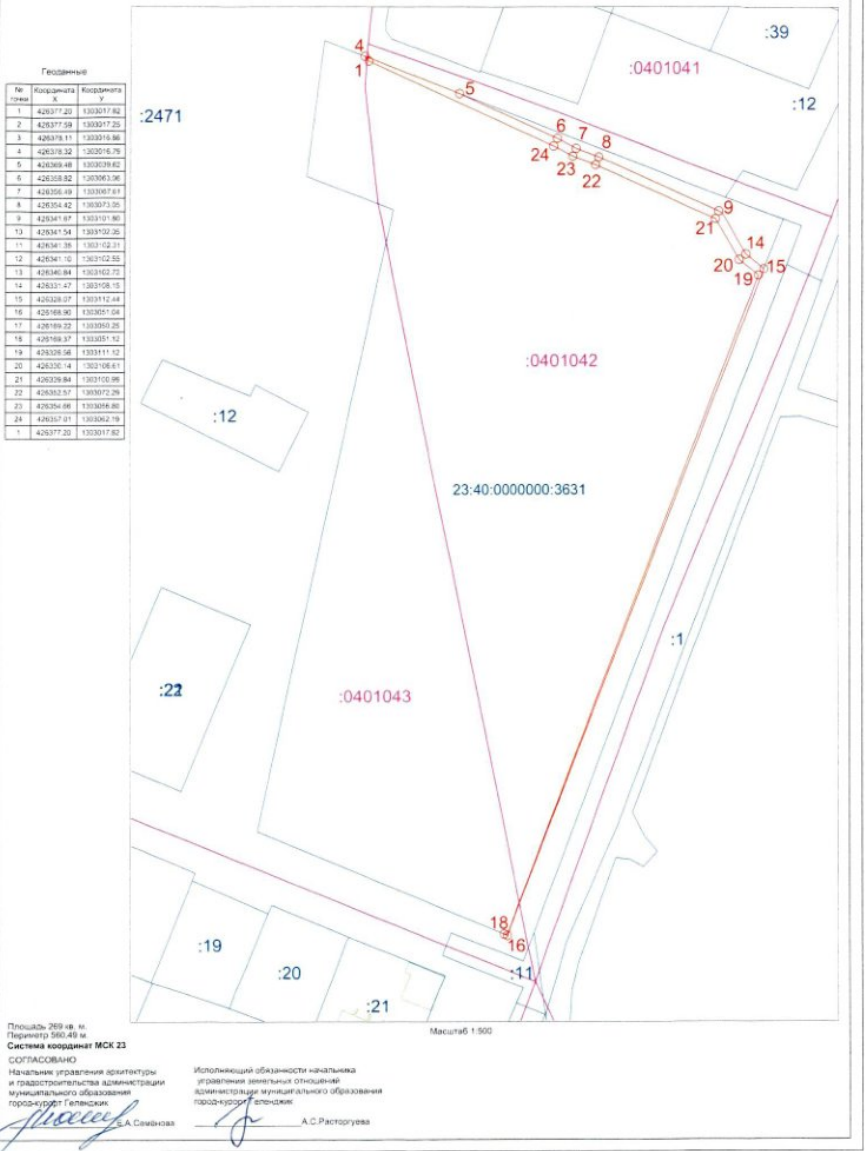 Геоданные
№ точки Координата X Координата Y
1 426377.20 1303017.82
2 426377.59 1303017.25
3 426378.11 1303016.86
4 426378.32 1303016.79
5 426369.48 1303039.62
6 426358.82 1303063.06
7 426356.49 1303067.61
8 426354.42 1303073.05
9 426341.67 1303101.80
10 426341.54 1303102.35
11 426341.38 1303102.31
12 426341.10 1303102.55
13 426340.84 1303102.72
14 426331.47 1303108.15
15 426328.07 1303112.44
16 426168.90 1303051.04
17 426169.22 1303050.25
18 426169.37 1303051.12
19 426326.56 1303111.12
20 426330.14 1303106.61
21 426339.84 1303100.99
22 426352.57 1303072.29
23 426354.66 1303066.80
24 426357.01 1303062.19
1 426377.20 1303017.82
:39
:0401041
:12
:2471
4
1
5
6
7
8
24
23
22
9
21
14
20
15
19
:0401042
:12
23:40:0000000:3631
:1
:0401043
18
16
:19
:20
:11
:21
Масштаб 1:500
Площадь 269 кв. м.
Периметр 560,49 м.
Система координат МСК 23
СОГЛАСОВАНО
Начальник управления архитектуры
и градостроительства администрации
муниципального образования
город-курорт Геленджик
Е.А.Семёнова
Исполняющий обязанности начальника
управления земельных отношений
администрации муниципального образования
город-курорт Геленджик
А.С.Расторгуева